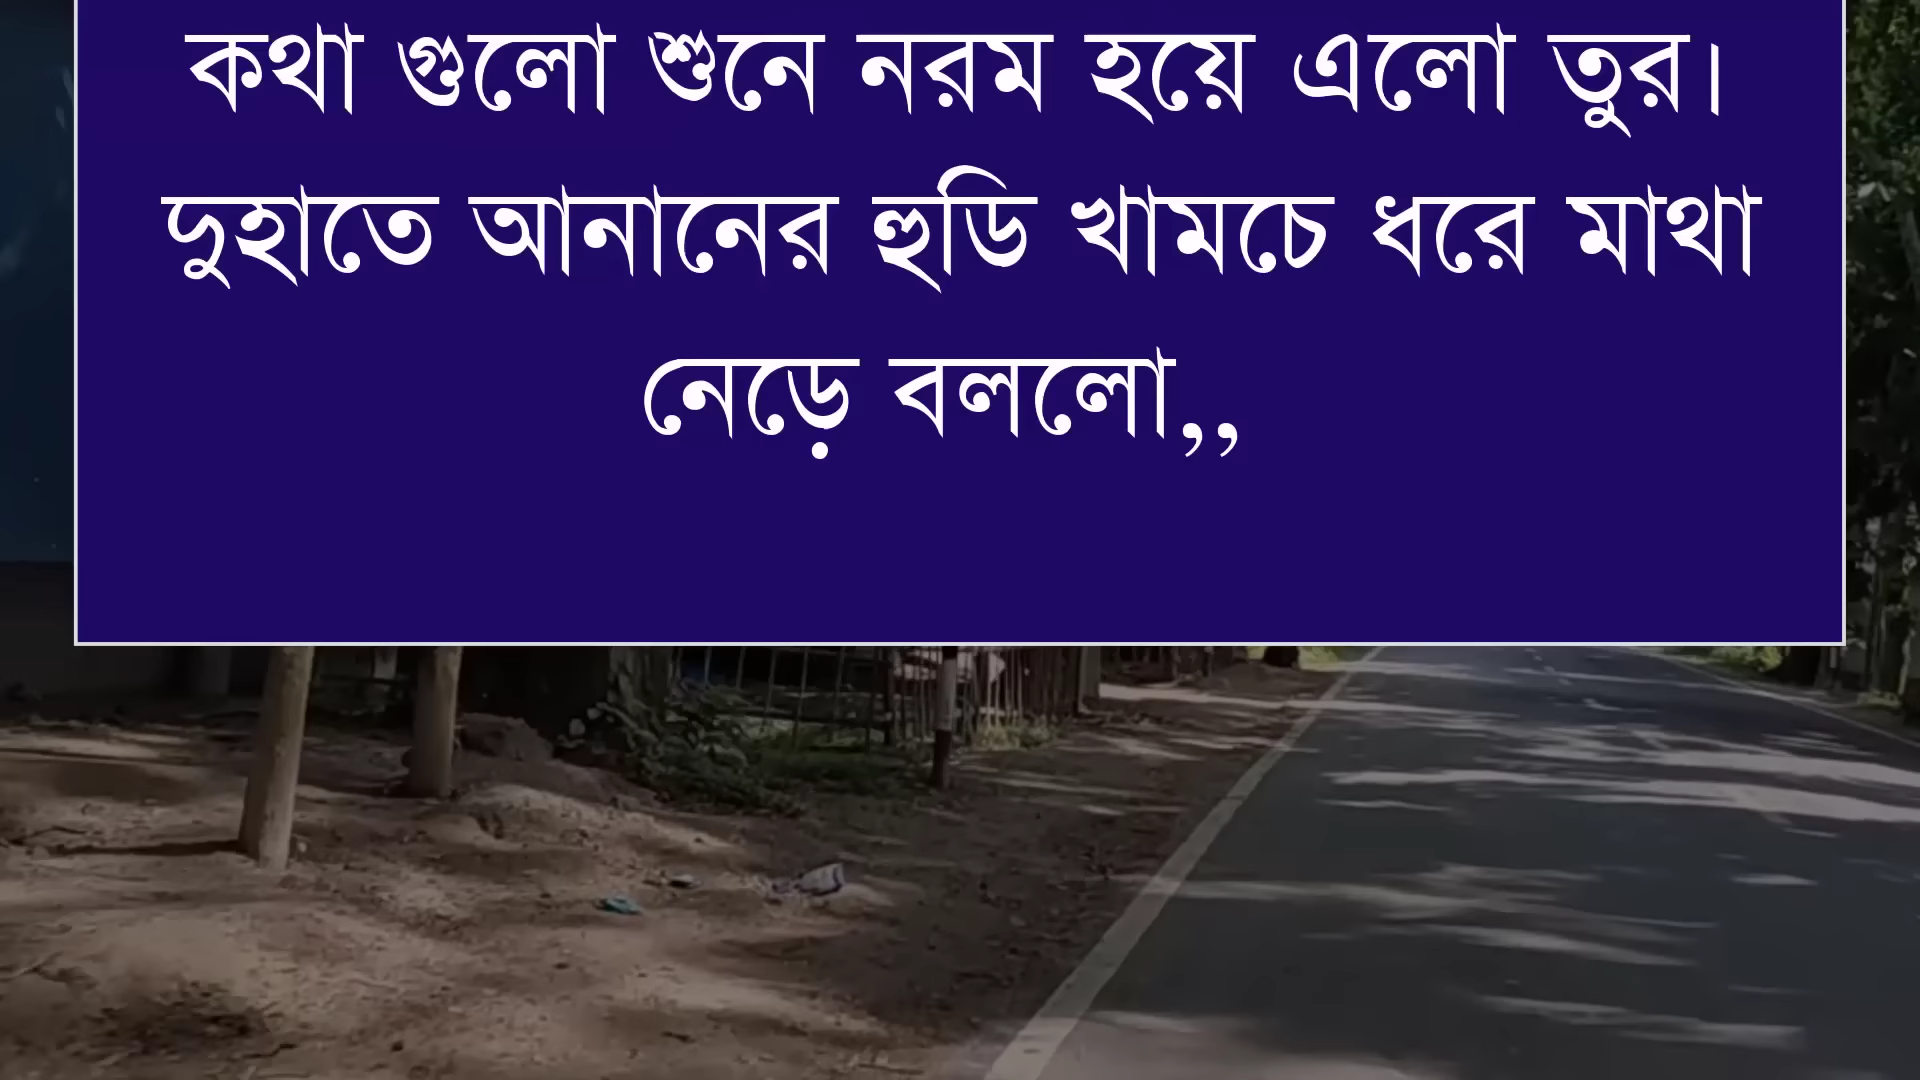 কথা গুলো শুনে নরম হয়ে এলো তুর।
দুহাতে আনানের হুডি খামচে ধরে মাথা
নেড়ে বললো,,